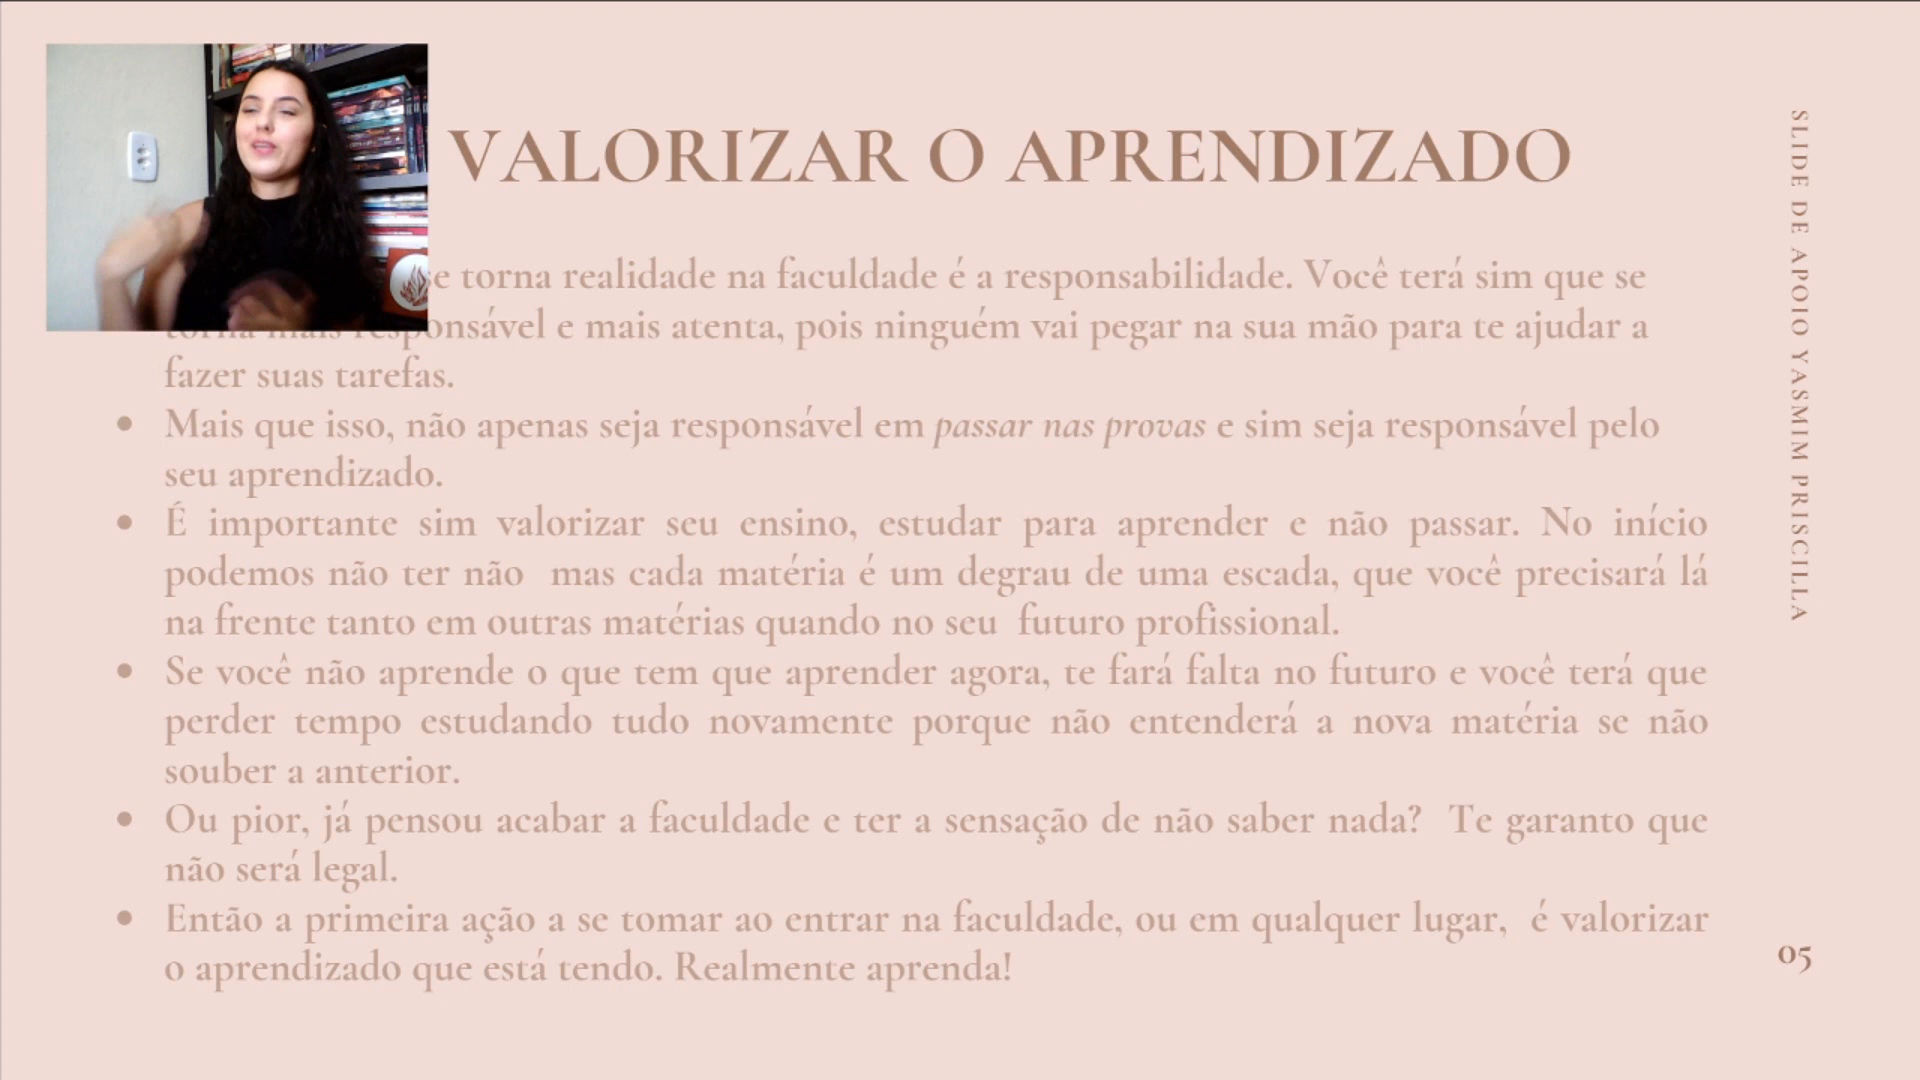 VALORIZAR O APRENDIZADO
se torna realidade na faculdade é a responsabilidade. Você terá sim que se
torna mais responsável e mais atenta, pois ninguém vai pegar na sua mão para te ajudar a
fazer suas tarefas.
• Mais que isso, não apenas seja responsável em passar nas provas e sim seja responsável pelo
seu aprendizado.
• É importante sim valorizar seu ensino, estudar para aprender e não passar. No início
podemos não ter não mas cada matéria é um degrau de uma escada, que você precisará lá
na frente tanto em outras matérias quando no seu futuro profissional.
• Se você não aprende o que tem que aprender agora, te fará falta no futuro e você terá que
perder tempo estudando tudo novamente porque não entenderá a nova matéria se não
souber a anterior.
• Ou pior, já pensou acabar a faculdade e ter a sensação de não saber nada? Te garanto que
não será legal.
• Então a primeira ação a se tomar ao entrar na faculdade, ou em qualquer lugar, é valorizar
o aprendizado que está tendo. Realmente aprenda!
SLIDE DE APOIO YASMIM PRISCILLA
05